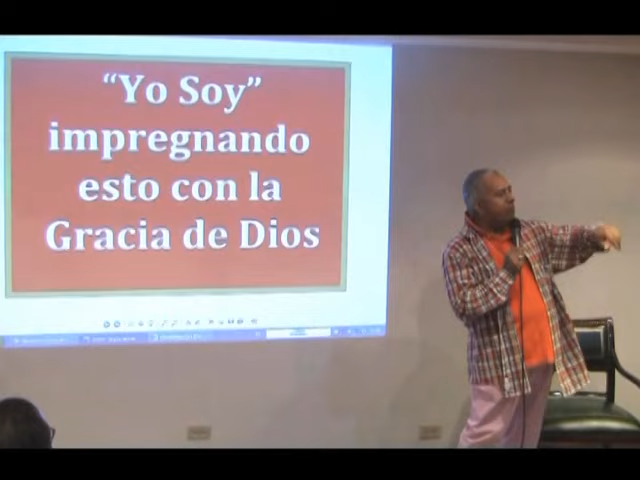 “Yo Soy”
impregnando
esto con la
Gracia de Dios